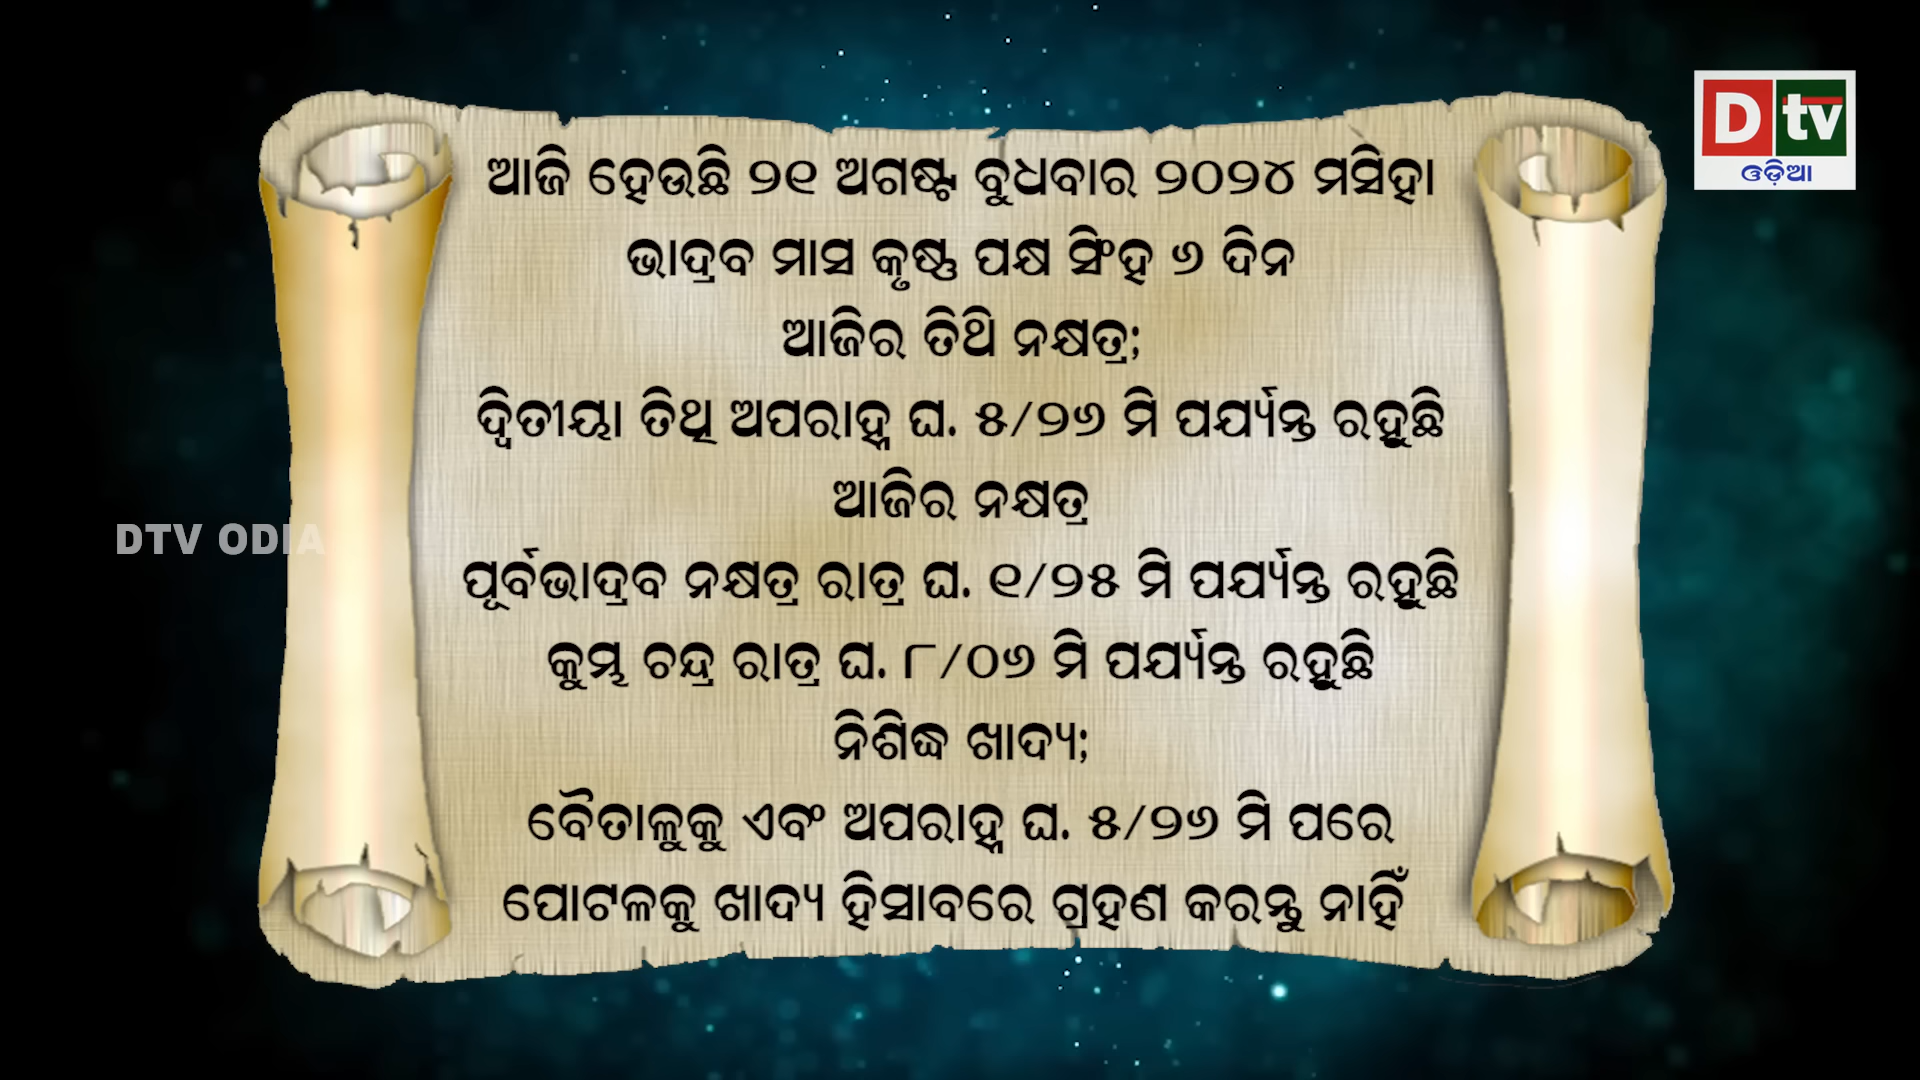 ଆଜି ହେଉଛି ୨୧ ଅଗଷ୍ଟ ବୁଧବାର ୨୦୨୪ ମସିହା
ଭାଦ୍ରବ ମାସ କୃଷ୍ଣ ପକ୍ଷ ସିଂହ ୬ ଦିନ
ଆଜିର ତିଥି ନକ୍ଷତ୍ର;
ଦ୍ୱିତୀୟା ତିଥି ଅପରାହ୍ନ ଘ. ୫/୨୬ ମି ପର୍ଯ୍ୟନ୍ତ ରହୁଛି
ଆଜିର ନକ୍ଷତ୍ର
ପୂର୍ବଭାଦ୍ରବ ନକ୍ଷତ୍ର ରାତ୍ର ଘ. ୧/୨୫ ମି ପର୍ଯ୍ୟନ୍ତ ରହୁଛି
କୁମ୍ଭ ଚନ୍ଦ୍ର ରାତ୍ର ଘ. ୮/୦୬ ମି ପର୍ଯ୍ୟନ୍ତ ରହୁଛି
ନିଶିଦ୍ଧ ଖାଦ୍ୟ;
ବୈତାଳୁକୁ ଏବଂ ଅପରାହ୍ନ ଘ. ୫/୨୬ ମି ପରେ
ପୋଟଳକୁ ଖାଦ୍ୟ ହିସାବରେ ଗ୍ରହଣ କରନ୍ତୁ ନାହିଁ
D tv
ଓଡ଼ିଆ
DTV ODIA